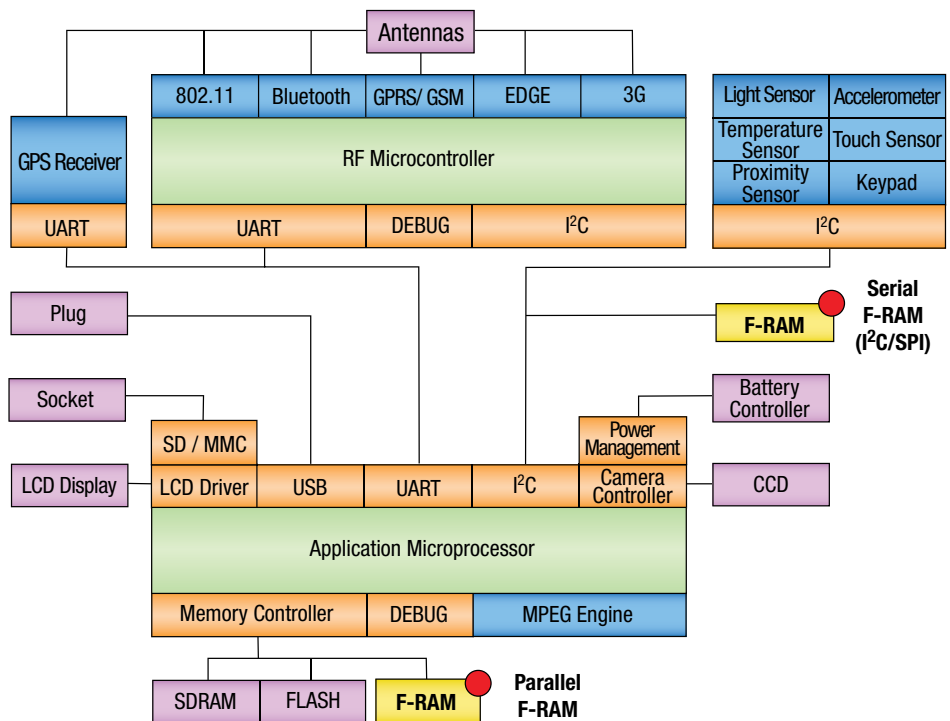 Antennas
802.11
Bluetooth
GPRS/ GSM
EDGE
3G
Light Sensor
Accelerometer
Temperature
Sensor
Touch Sensor
Proximity
Sensor
Keypad
GPS Receiver
RF Microcontroller
UART
UART
DEBUG
I²C
I²C
Plug
F-RAM
Serial
F-RAM
(I²C/SPI)
Socket
Battery
Controller
SD / MMC
Power
Management
LCD Display
LCD Driver
USB
UART
I²C
Camera
Controller
CCD
Application Microprocessor
Memory Controller
DEBUG
MPEG Engine
SDRAM
FLASH
F-RAM
Parallel
F-RAM